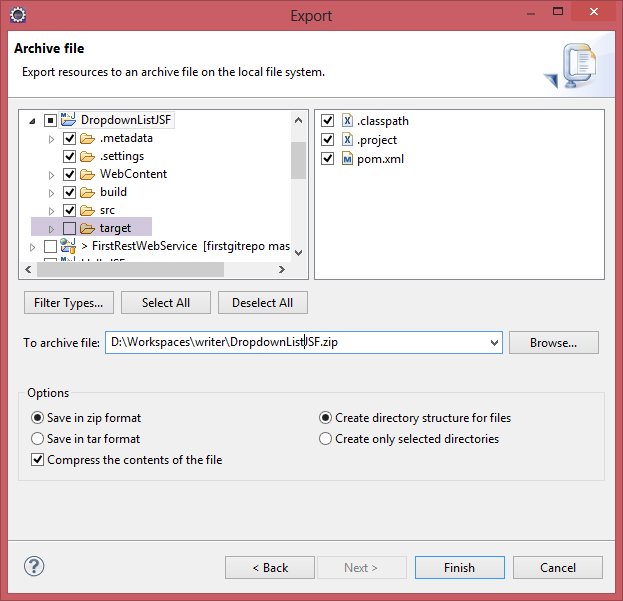 Export
Archive file
Export resources to an archive file on the local file system.
DropdownListJSF
.metadata
.settings
WebContent
build
src
target
> FirstRestWebService [firstgitrepo mas
.classpath
.project
pom.xml
Filter Types...
Select All
Deselect All
To archive file:
D:\Workspaces\writer\DropdownListJSF.zip
Browse...
Options
Save in zip format
Create directory structure for files
Save in tar format
Create only selected directories
Compress the contents of the file
< Back
Next >
Finish
Cancel